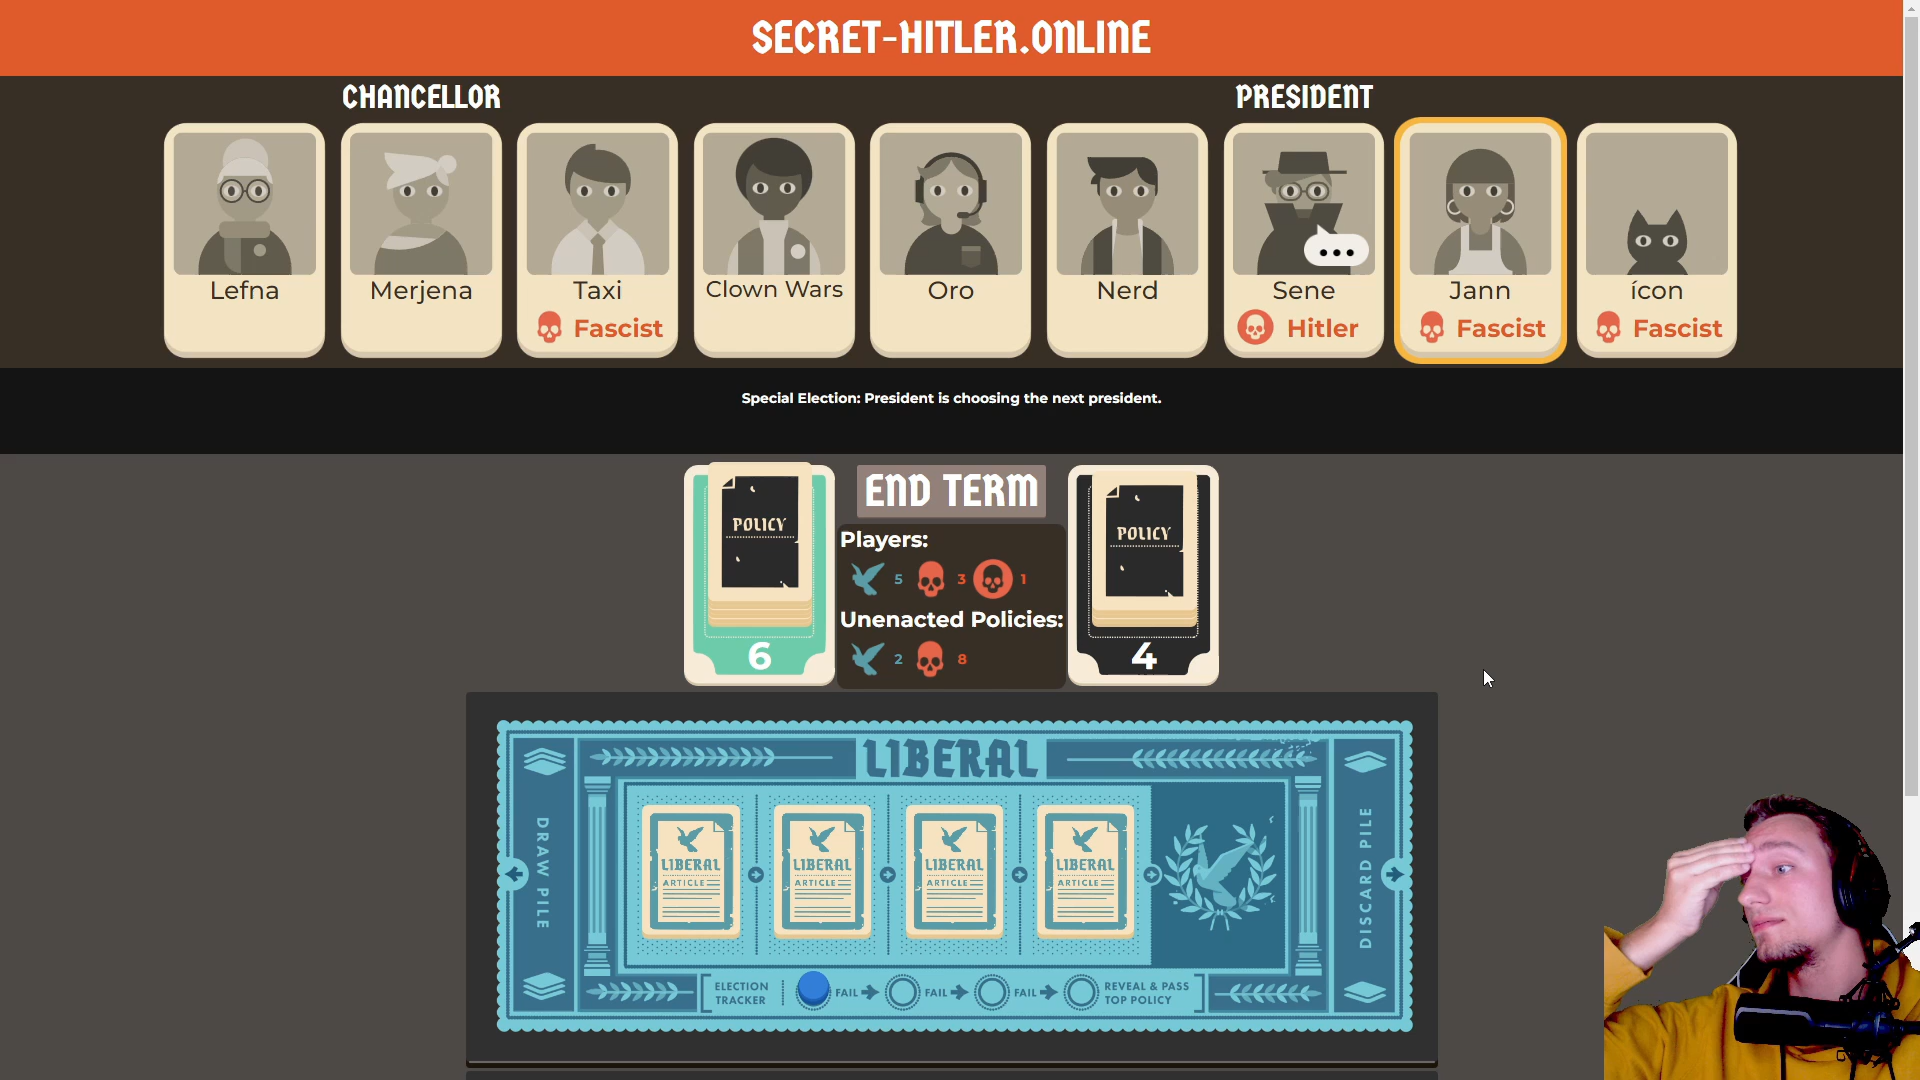 SECRET-HITLER.ONLINE
CHANCELLOR
PRESIDENT
Lefna
Merjena
Taxi
Clown Wars
Oro
Nerd
Sene
Jann
ícon
Fascist
Hitler
Fascist
Fascist
Special Election: President is choosing the next president.
POLICY
6
END TERM
Players:
5 3 1
Unenacted Policies:
2 8
POLICY
4
LIBERAL
DRAW PILE
LIBERAL
ARTICLE
LIBERAL
ARTICLE
LIBERAL
ARTICLE
LIBERAL
ARTICLE
DISCARD PILE
ELECTION
TRACKER
FAIL
FAIL
FAIL
REVEAL & PASS
TOP POLICY